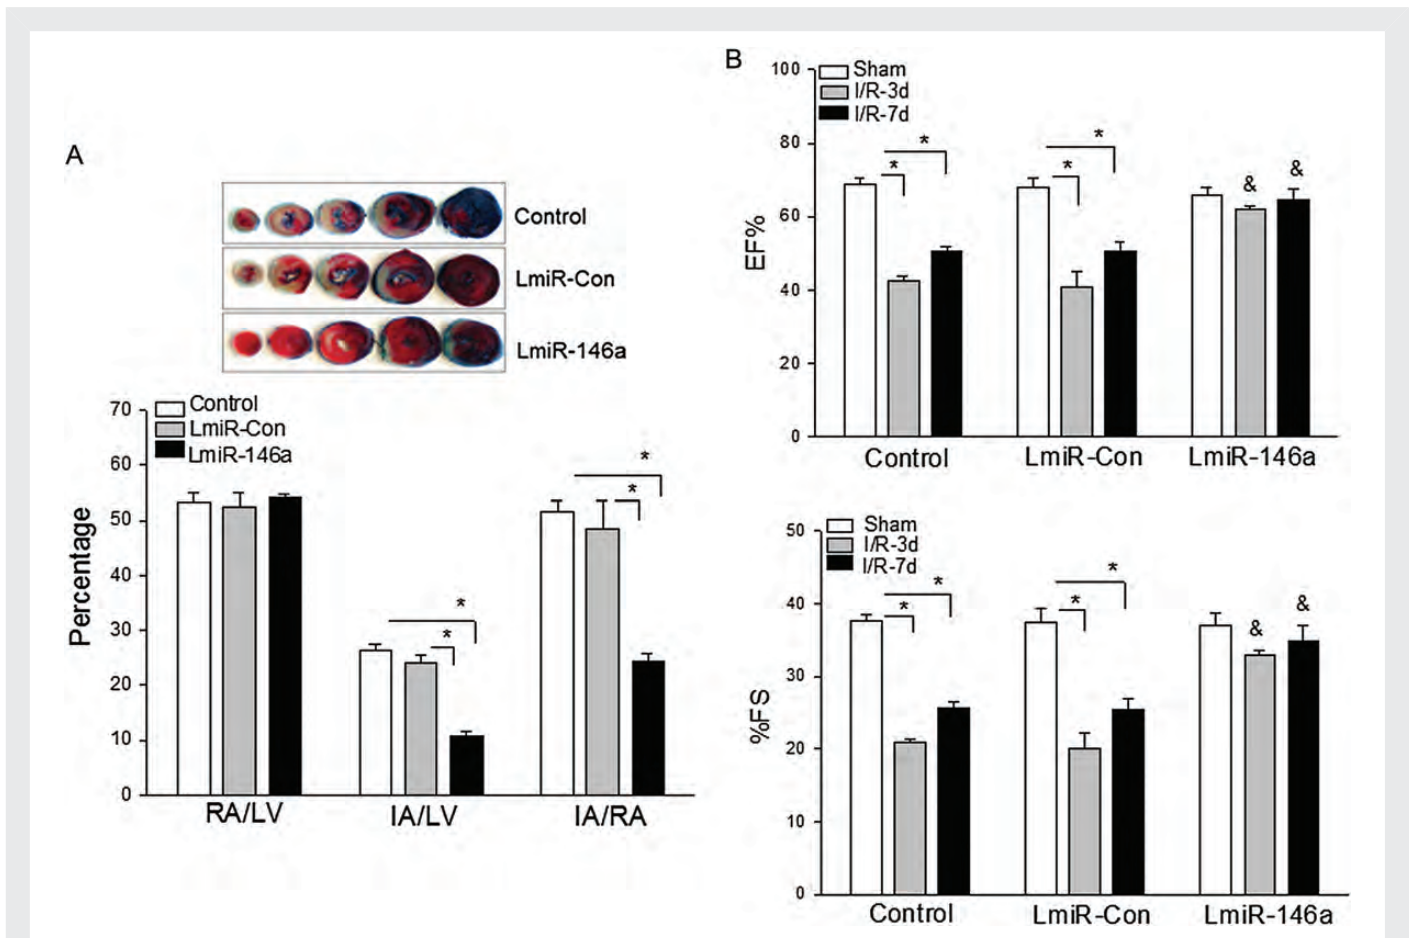 A
Control
LmiR-Con
LmiR-146a
Control
LmiR-Con
LmiR-146a
Percentage
70
60
50
40
30
20
10
0
*
*
*
*
RA/LV
IA/LV
IA/RA
B
Sham
I/R-3d
I/R-7d
EF%
100
80
60
40
20
0
*
*
*
*
&
&
Control
LmiR-Con
LmiR-146a
Sham
I/R-3d
I/R-7d
%FS
50
40
30
20
10
0
*
*
*
*
&
&
Control
LmiR-Con
LmiR-146a